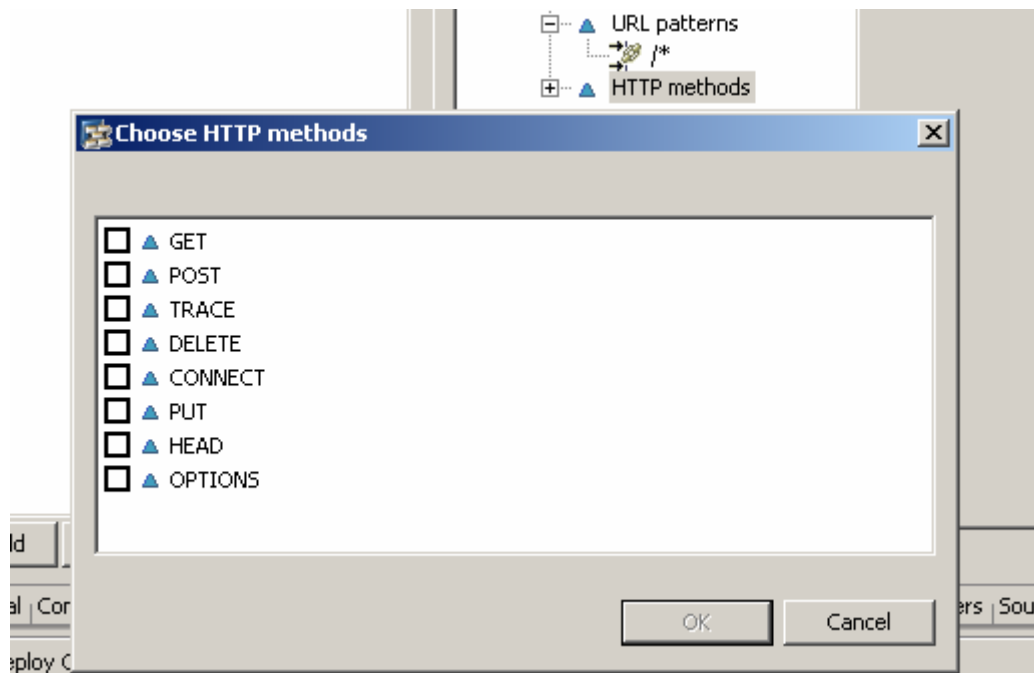 URL patterns
/*
HTTP methods
Choose HTTP methods
GET
POST
TRACE
DELETE
CONNECT
PUT
HEAD
OPTIONS
OK
Cancel